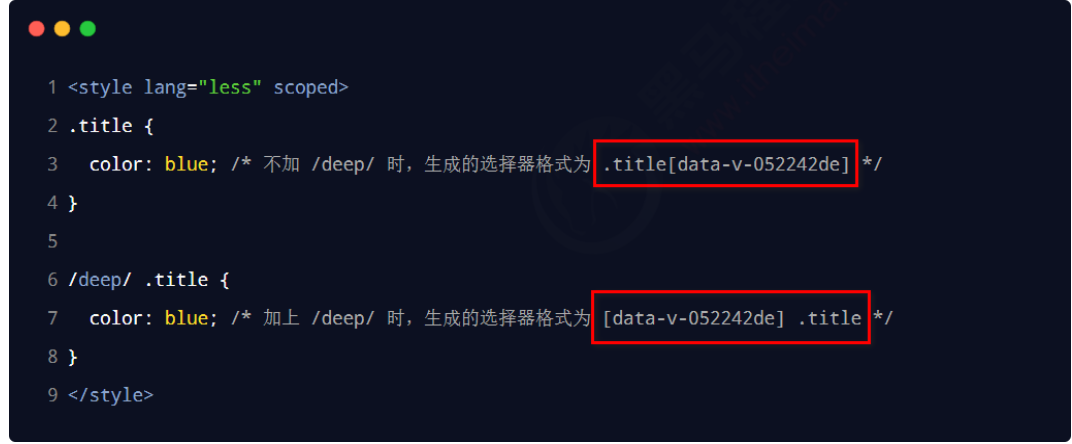 1 <style lang="less" scoped>
2 .title {
3   color: blue; /* 不加 /deep/ 时，生成的选择器格式为 .title[data-v-052242de] */
4 }
5
6 /deep/ .title {
7   color: blue; /* 加上 /deep/ 时，生成的选择器格式为 [data-v-052242de] .title */
8 }
9 </style>